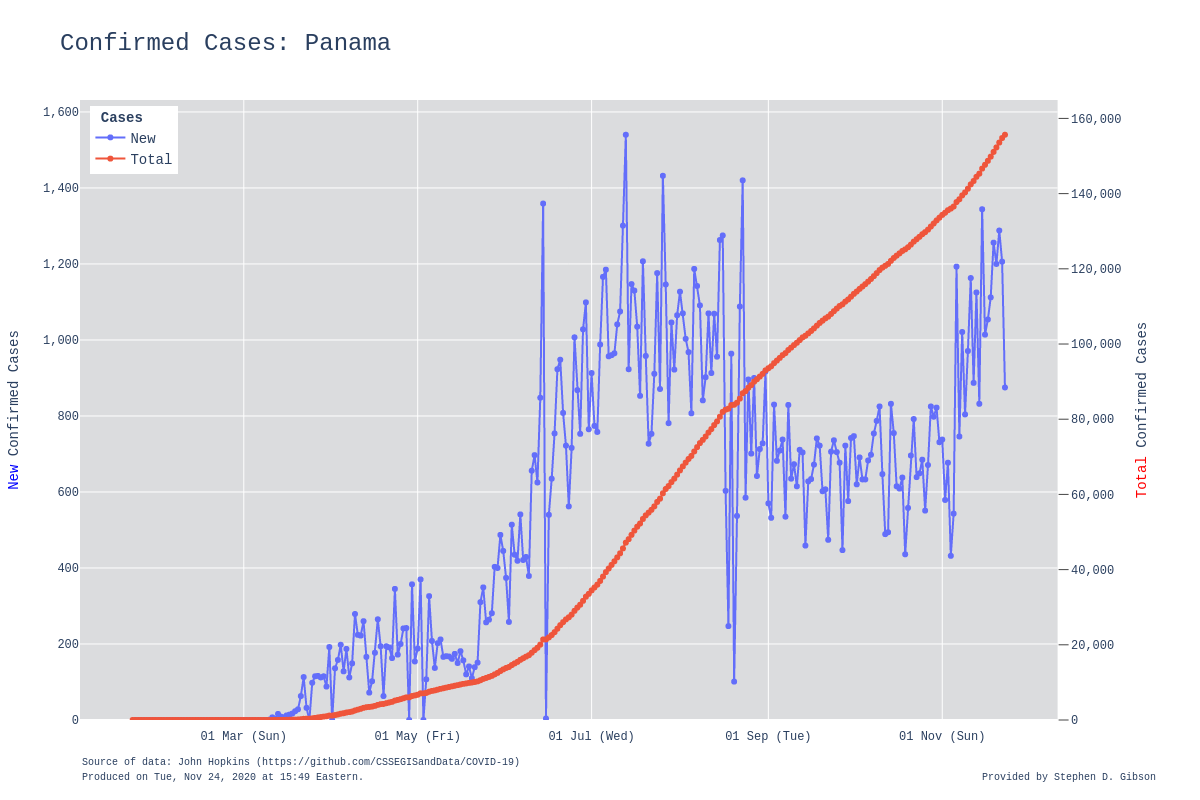 Confirmed Cases: Panama
Cases
New
Total
1,600
1,400
1,200
1,000
800
600
400
200
0
New Confirmed Cases
160,000
140,000
120,000
100,000
80,000
60,000
40,000
20,000
0
Total Confirmed Cases
01 Mar (Sun)
01 May (Fri)
01 Jul (Wed)
01 Sep (Tue)
01 Nov (Sun)
Source of data: John Hopkins (https://github.com/CSSEGISandData/COVID-19)
Produced on Tue, Nov 24, 2020 at 15:49 Eastern.
Provided by Stephen D. Gibson